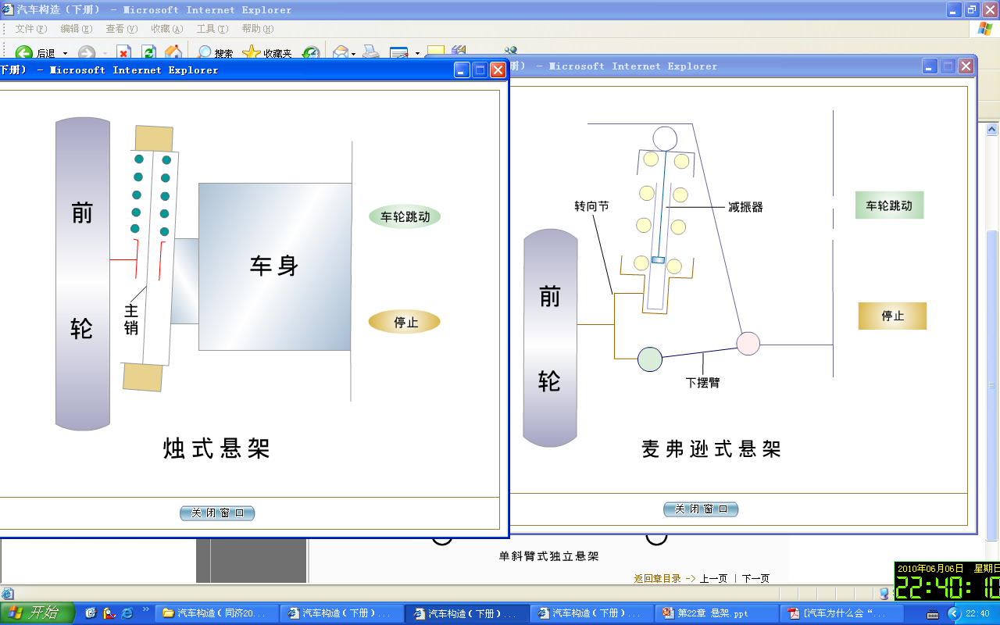 汽车构造（下册） - Microsoft Internet Explorer
文件(F) 编辑(E) 查看(V) 收藏(A) 工具(T) 帮助(H)
后退 搜索 收藏夹
下册） - Microsoft Internet Explorer
前
轮
主
销
车身
车轮跳动
停止
烛式悬架
关闭窗口
册） - Microsoft Internet Explorer
转向节
减振器
前
轮
下摆臂
车轮跳动
停止
麦弗逊式悬架
关闭窗口
单斜臂式独立悬架
返回章目录 -> 上一页 | 下一页
2010年06月06日 星期日
22:40:10
开始
汽车构造（同济20...
汽车构造（下册）...
汽车构造（下册）...
汽车构造（下册）...
第22章 悬架.ppt
[汽车为什么会“...
22:40